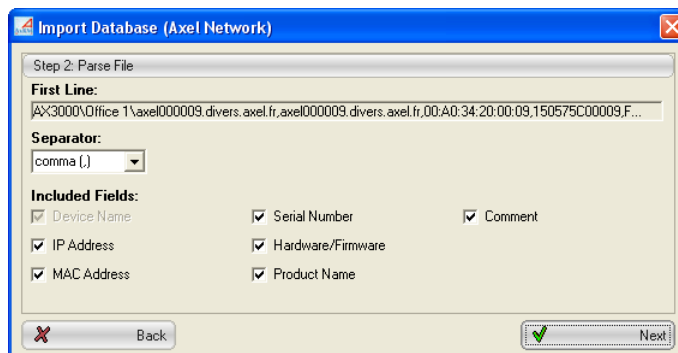 Import Database (Axel Network)
Step 2: Parse File
First Line:
AX3000\Office 1\axel000009.divers.axel.fr,axel000009.divers.axel.fr,00:A0:34:20:00:09,150575C00009,F...
Separator:
comma (,)
Included Fields:
Device Name Serial Number Comment
IP Address Hardware/Firmware
MAC Address Product Name
Back Next